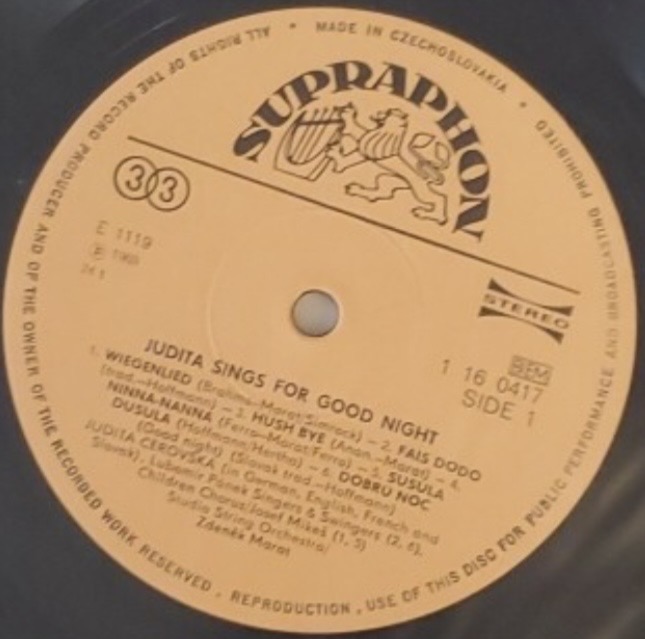 MADE IN CZECHOSLOVAKIA
ALL RIGHTS OF THE RECORD PRODUCER AND OF THE OWNER OF THE RECORDED WORK RESERVED . REPRODUCTION , USE OF THIS DISC FOR PUBLIC PERFORMANCE AND BROADCASTING PROHIBITED
SUPRAPHON
33
E 1119
STEREO
BEM
1 16 0417
SIDE 1
JUDITA SINGS FOR GOOD NIGHT
1. WIEGENLIED (Brahms-Marat/Simrock) – 2. FAIS DODO
(trad.-Hoffmann) – 3. HUSH BYE (Anon.-Marat) – 4.
NINNA-NANNA (Ferro-Marat/Ferro) – 5. SUSULA
DUSULA (Hoffmann/Hertha) – 6. DOBRÚ NOC
(Good night) (Slovak trad.-Hoffmann)
JUDITA ČEŘOVSKÁ (in German, English, French and
Slovak), Lubomír Pánek Singers & Swingers (2, 6),
Children Chorus/Josef Mikeš (1, 5)
Studio String Orchestra/
Zdeněk Marat